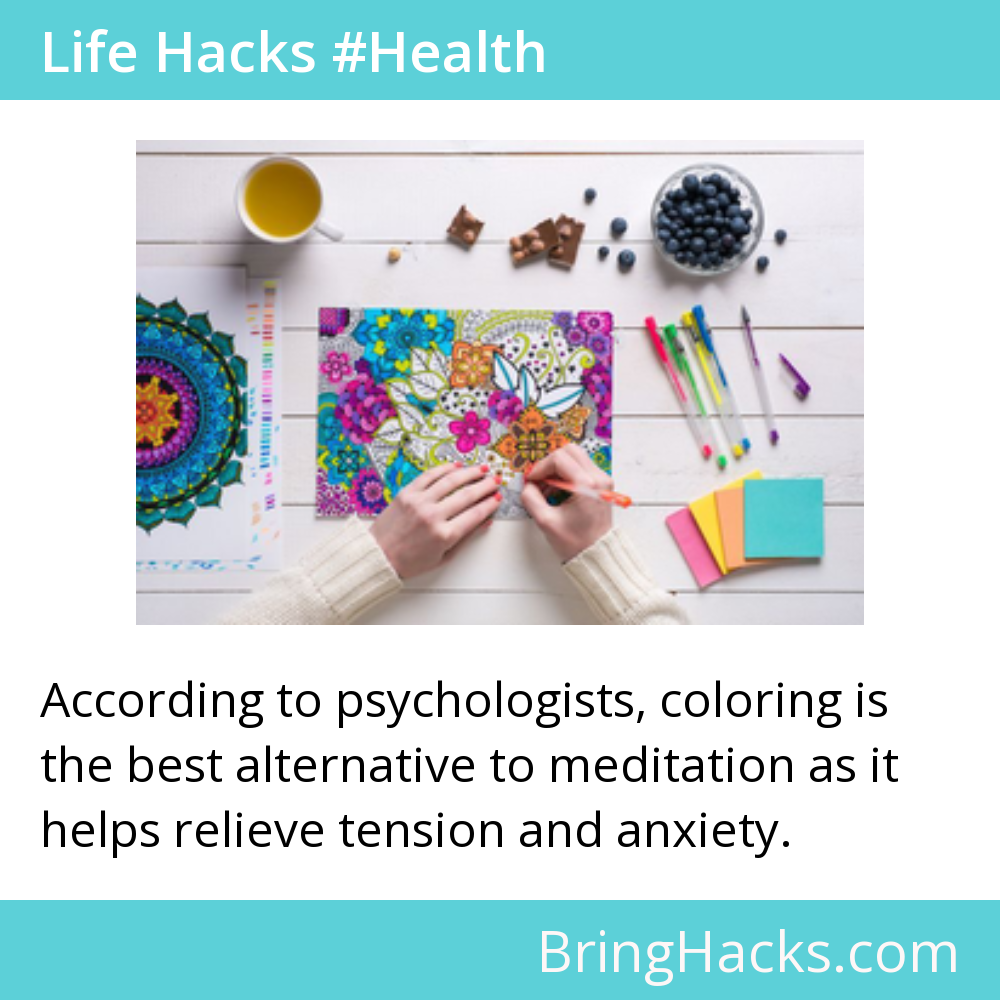 Life Hacks #Health
According to psychologists, coloring is
the best alternative to meditation as it
helps relieve tension and anxiety.
BringHacks.com